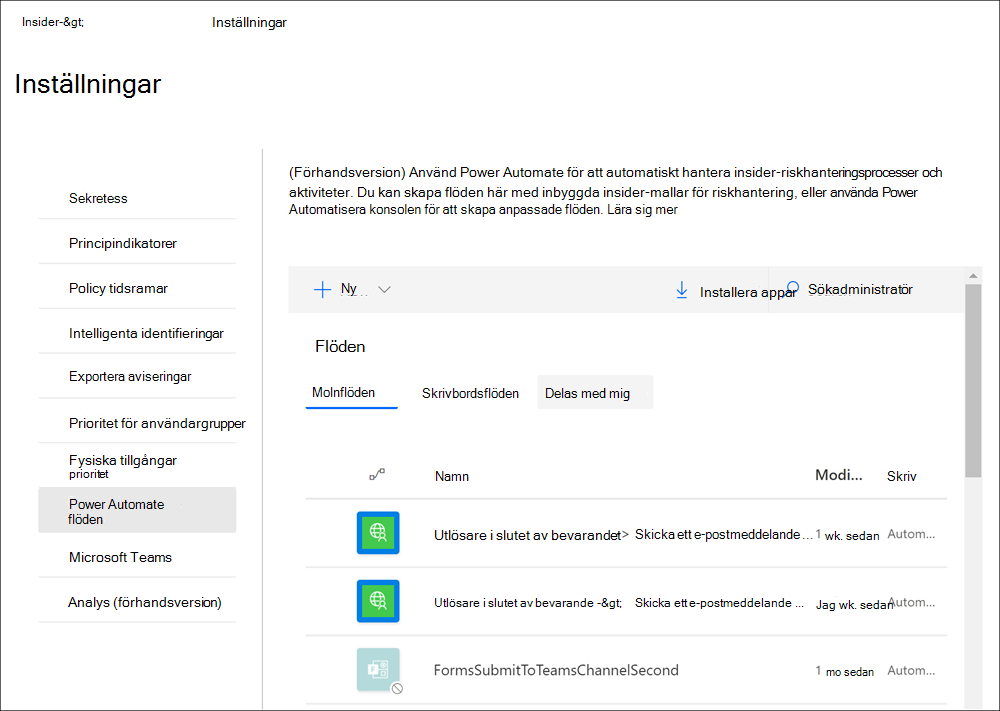 Insider-&gt; Inställningar
Inställningar
Sekretess
Principindikatorer
Policy tidsramar
Intelligenta identifieringar
Exportera aviseringar
Prioritet för användargrupper
Fysiska tillgångar
prioritet
Power Automate
flöden
Microsoft Teams
Analys (förhandsversion)
(Förhandsversion) Använd Power Automate för att automatiskt hantera insider-riskhanteringsprocesser och
aktiviteter. Du kan skapa flöden här med inbyggda insider-mallar för riskhantering, eller använda Power
Automatisera konsolen för att skapa anpassade flöden. Lära sig mer
Ny Installera appar Sökadministratör
Flöden
Molnflöden Skrivbordsflöden Delas med mig
Namn Modi... Skriv
Utlösare i slutet av bevarandet> Skicka ett e-postmeddelande ... 1 wk. sedan Autom...
Utlösare i slutet av bevarande -&gt; Skicka ett e-postmeddelande ... Jag wk. sedan Autom...
FormsSubmitToTeamsChannelSecond 1 mo sedan Autom...